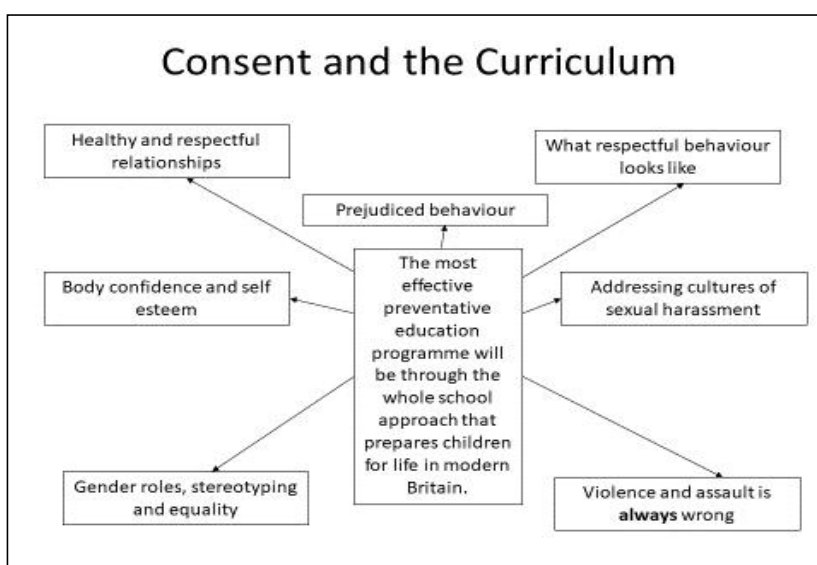 Consent and the Curriculum
Healthy and respectful
relationships
What respectful behaviour
looks like
Prejudiced behaviour
The most
effective
preventative
education
programme will
be through the
whole school
approach that
prepares children
for life in modern
Britain.
Body confidence and self
esteem
Addressing cultures of
sexual harassment
Gender roles, stereotyping
and equality
Violence and assault is
always wrong